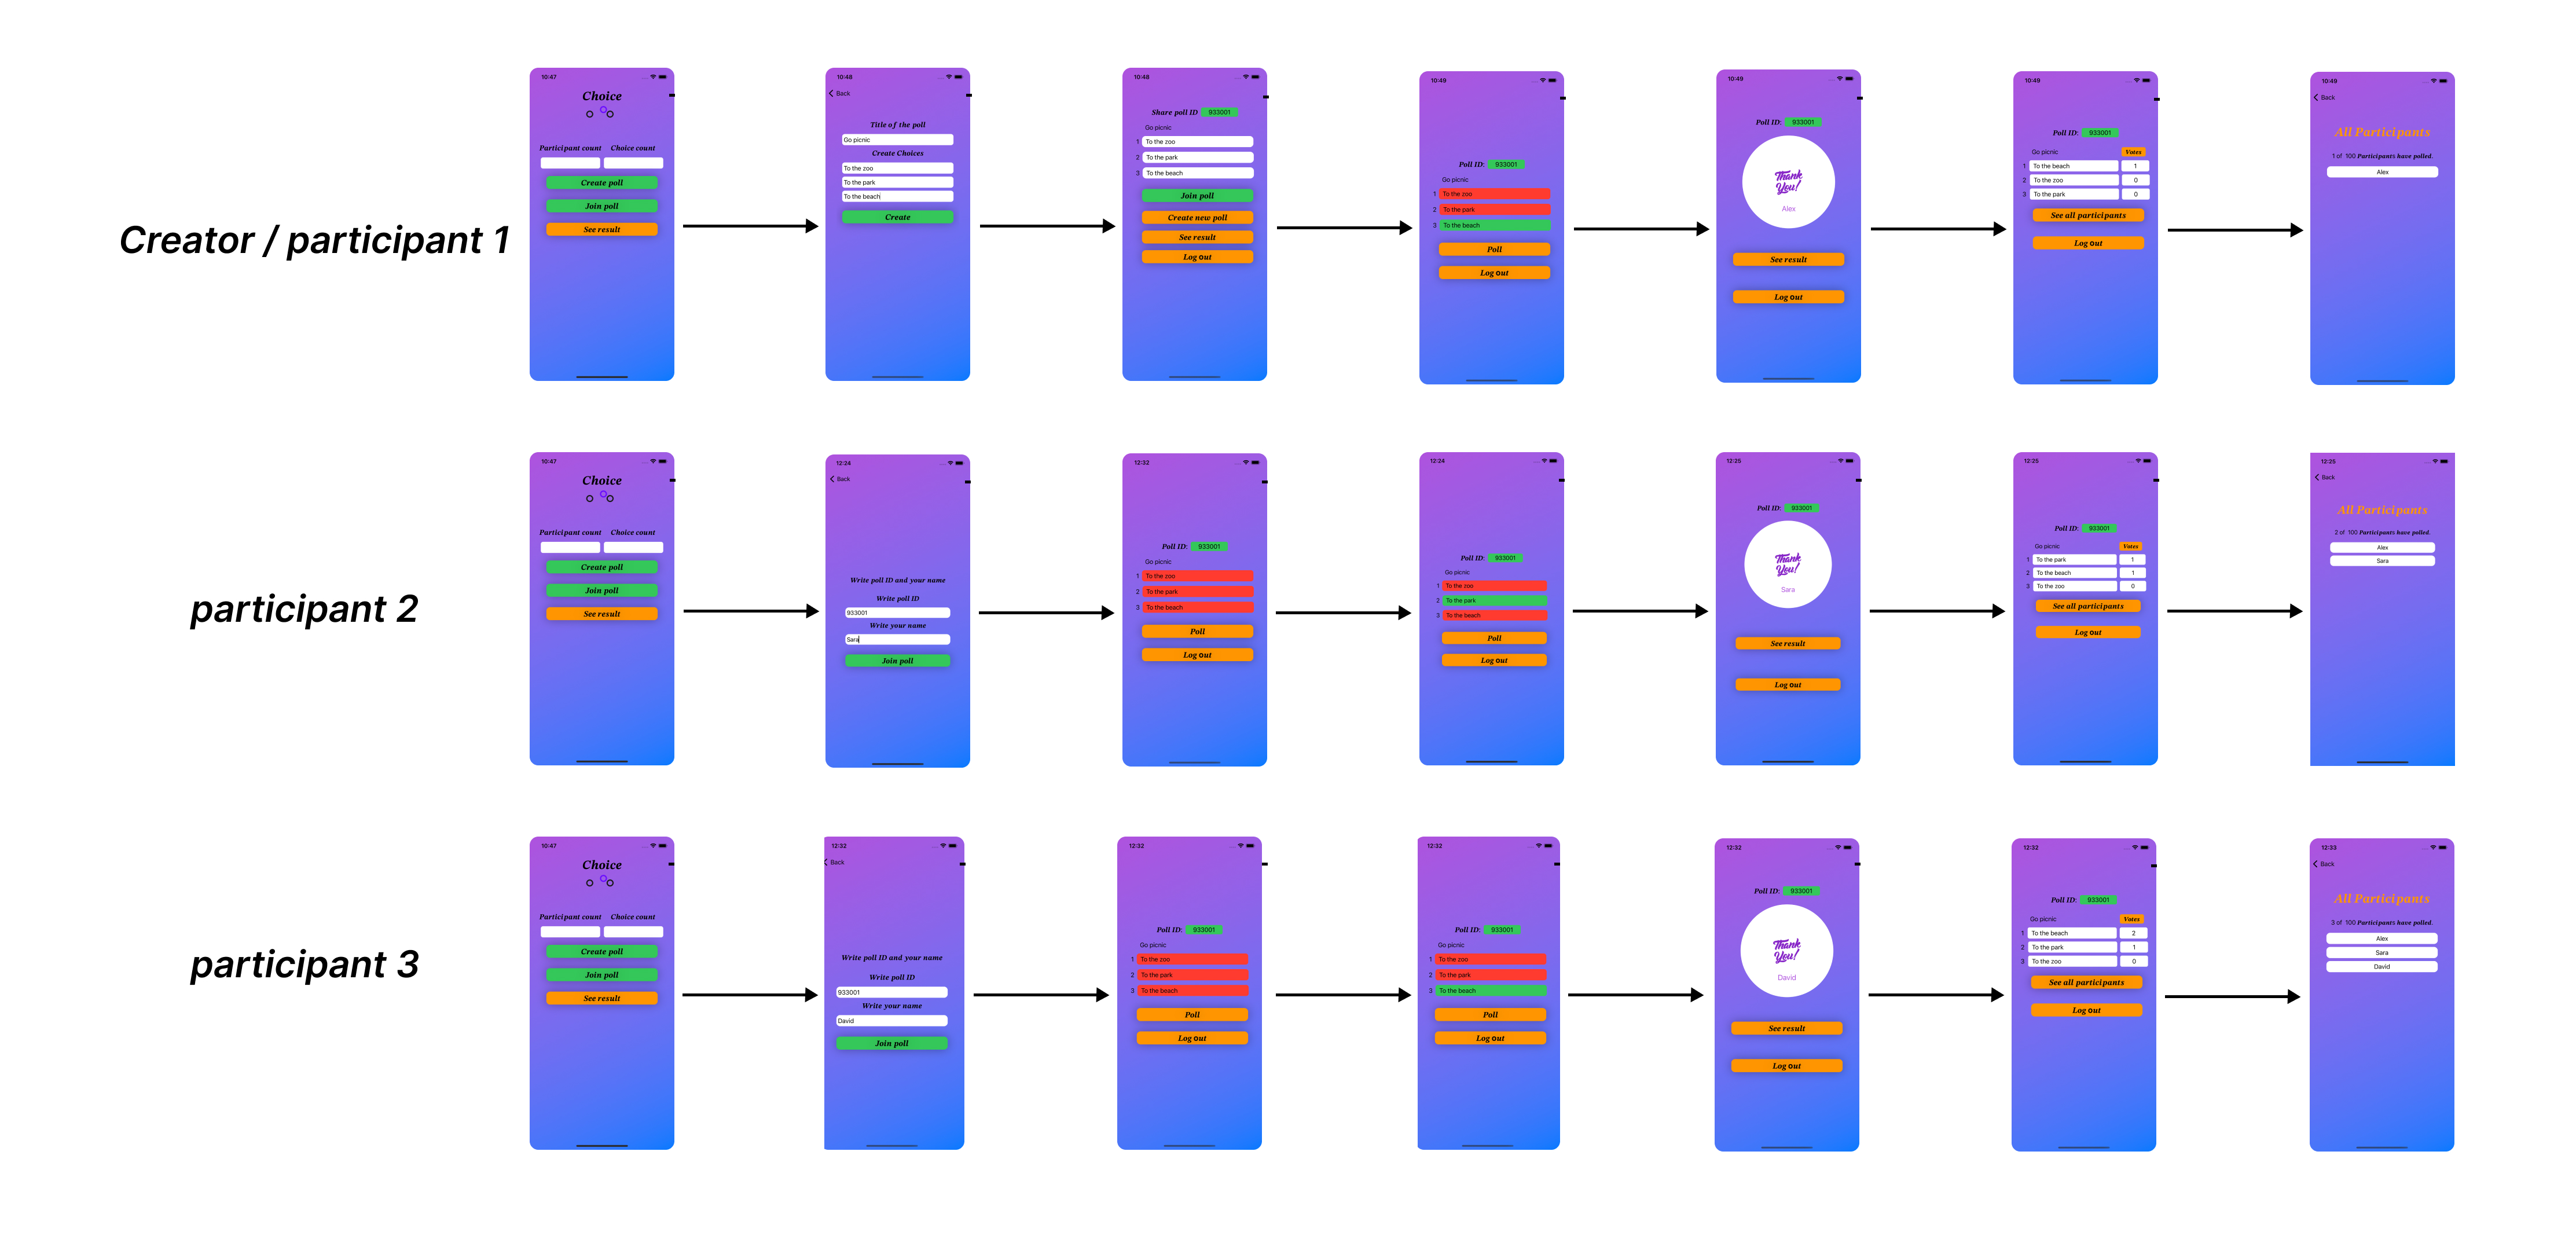 Creator / participant 1
10:47
Choice
Participant count Choice count
Create poll
Join poll
See result
10:48
Back
Title of the poll
Go picnic
Create Choices
To the zoo
To the park
To the beach
Create
10:48
Share poll ID 933001
Go picnic
1 To the zoo
2 To the park
3 To the beach
Join poll
Create new poll
See result
Log out
10:49
Poll ID: 933001
Go picnic
1 To the zoo
2 To the park
3 To the beach
Poll
Log out
10:49
Poll ID: 933001
Thank
You!
Alex
See result
Log out
10:49
Poll ID: 933001
Go picnic Votes
1 To the beach 1
2 To the zoo 0
3 To the park 0
See all participants
Log out
10:49
Back
All Participants
1 of 100 Participants have polled.
Alex
participant 2
10:47
Choice
Participant count Choice count
Create poll
Join poll
See result
12:24
Back
Write poll ID and your name
Write poll ID
933001
Write your name
Sara
Join poll
12:32
Poll ID: 933001
Go picnic
1 To the zoo
2 To the park
3 To the beach
Poll
Log out
12:24
Poll ID: 933001
Go picnic
1 To the zoo
2 To the park
3 To the beach
Poll
Log out
12:25
Poll ID: 933001
Thank
You!
Sara
See result
Log out
12:25
Poll ID: 933001
Go picnic Votes
1 To the park 1
2 To the beach 1
3 To the zoo 0
See all participants
Log out
12:25
Back
All Participants
2 of 100 Participants have polled.
Alex
Sara
participant 3
10:47
Choice
Participant count Choice count
Create poll
Join poll
See result
12:32
Back
Write poll ID and your name
Write poll ID
933001
Write your name
David
Join poll
12:32
Poll ID: 933001
Go picnic
1 To the zoo
2 To the park
3 To the beach
Poll
Log out
12:32
Poll ID: 933001
Go picnic
1 To the zoo
2 To the park
3 To the beach
Poll
Log out
12:32
Poll ID: 933001
Thank
You!
David
See result
Log out
12:32
Poll ID: 933001
Go picnic Votes
1 To the beach 2
2 To the park 1
3 To the zoo 0
See all participants
Log out
12:33
Back
All Participants
3 of 100 Participants have polled.
Alex
Sara
David